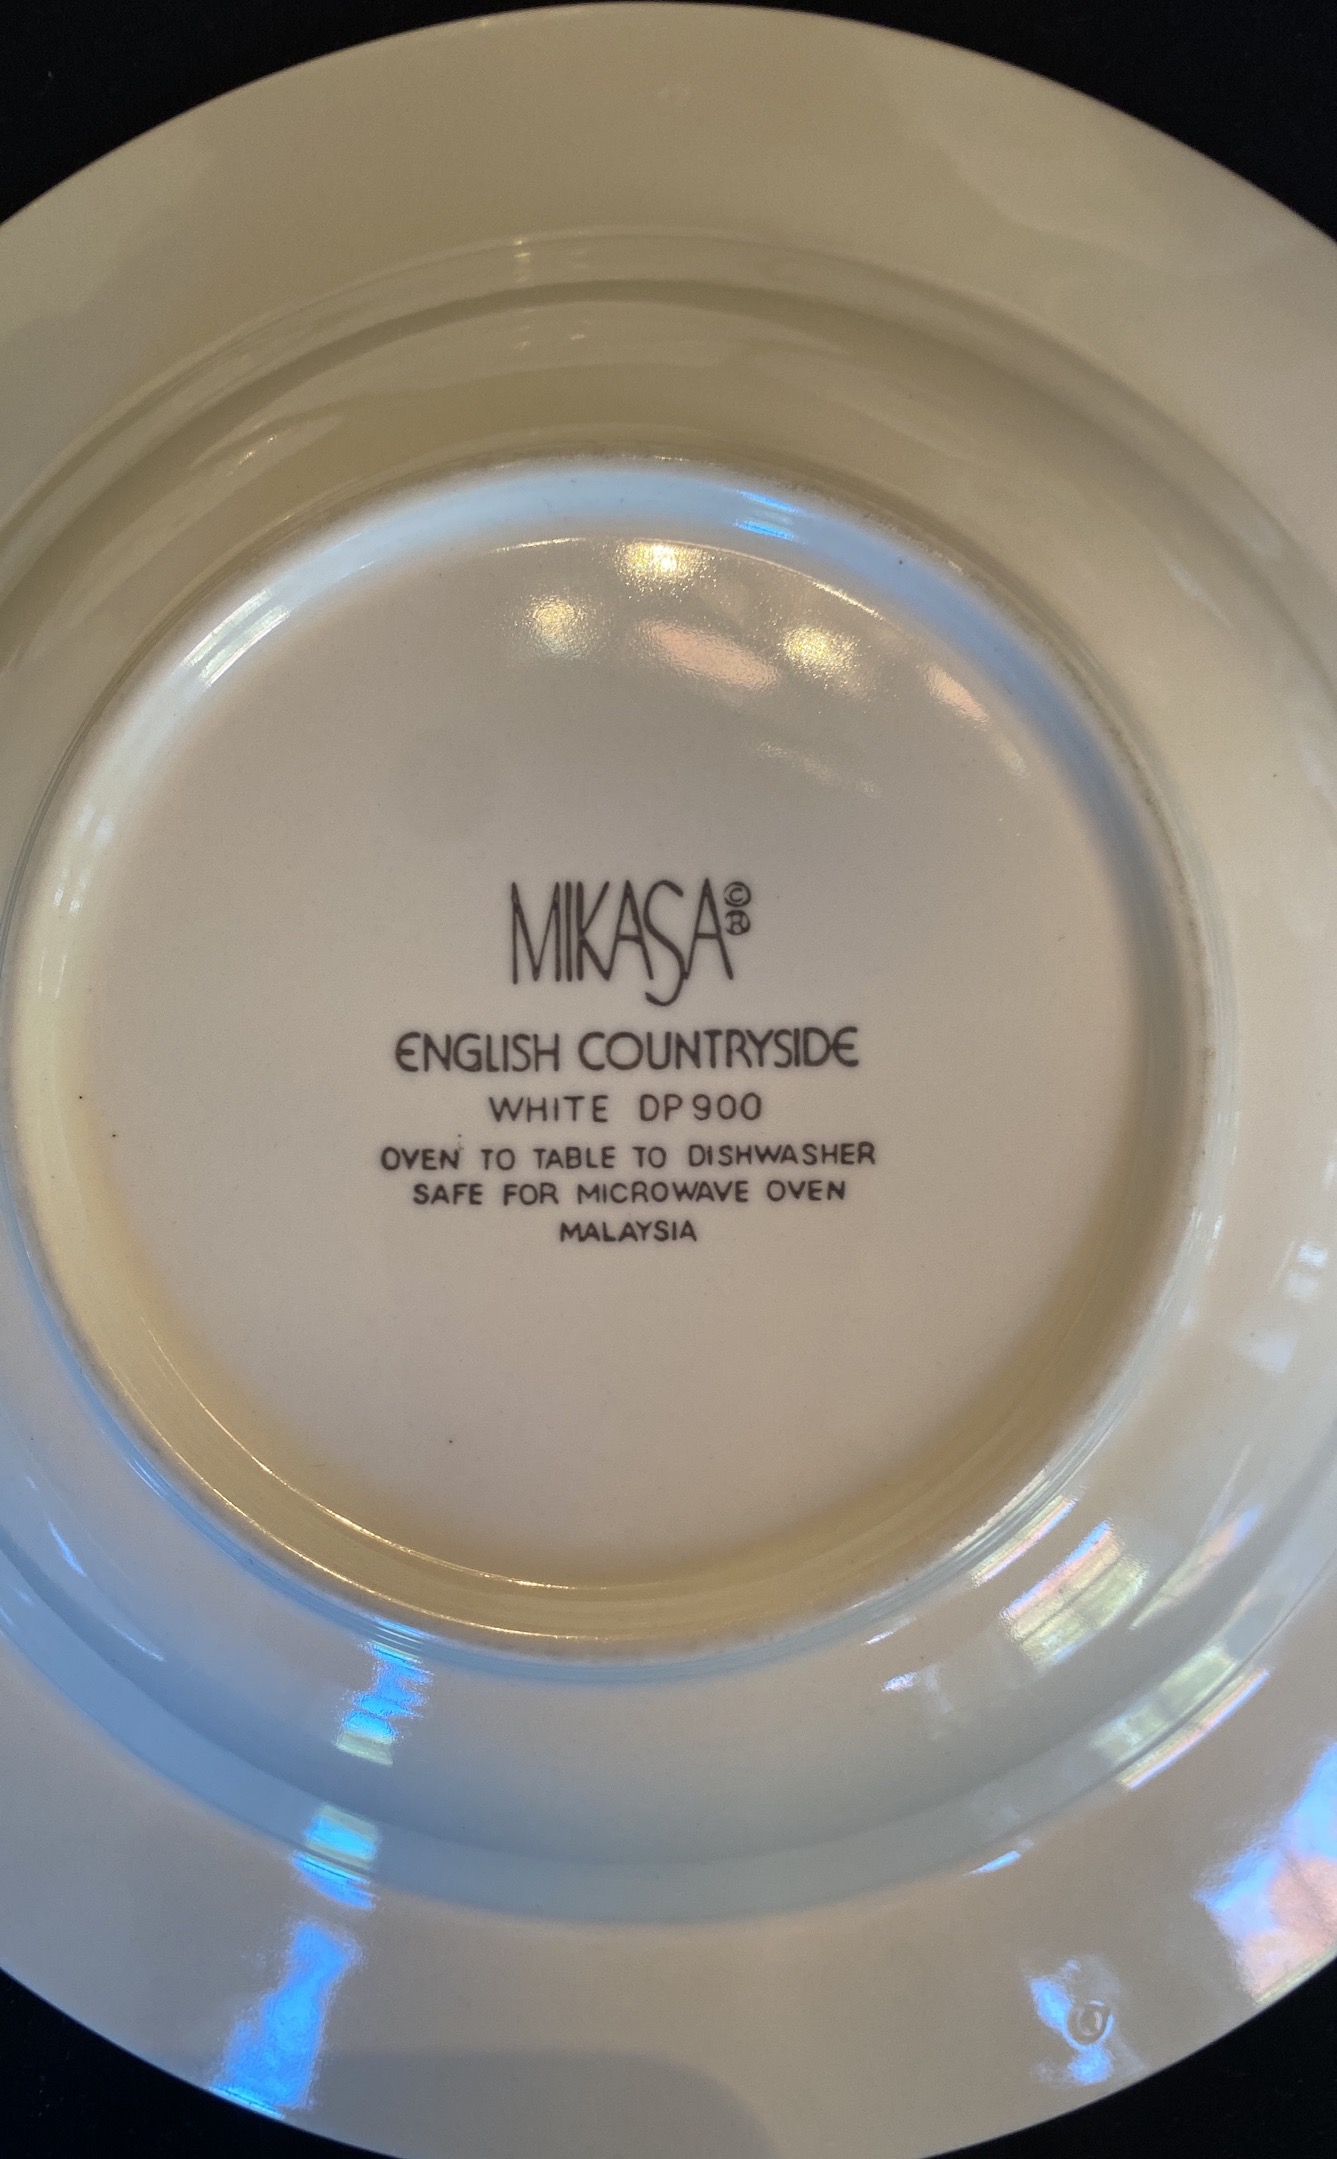 MIKASA©®
ENGLISH COUNTRYSIDE
WHITE DP900
OVEN TO TABLE TO DISHWASHER
SAFE FOR MICROWAVE OVEN
MALAYSIA